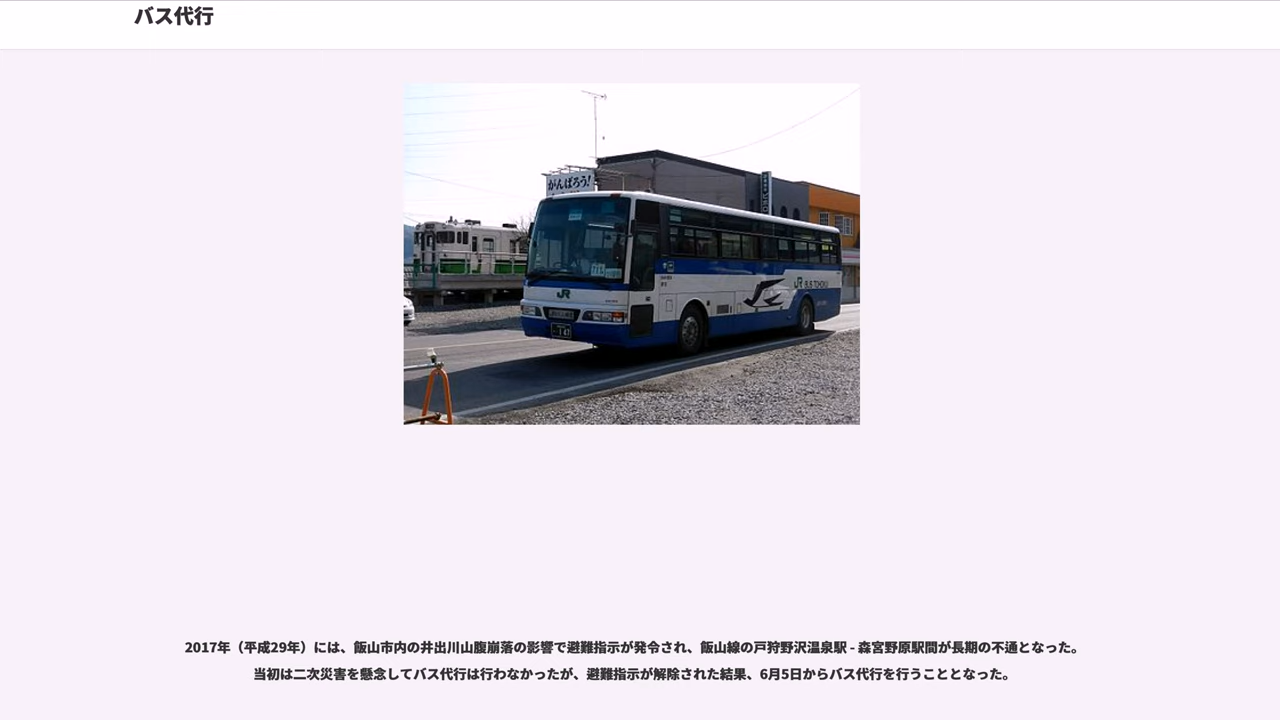 バス代行
がんばろう!
JR
JR BUS TOHOKU
2017年（平成29年）には、飯山市内の井出川山腹崩落の影響で避難指示が発令され、飯山線の戸狩野沢温泉駅 - 森宮野原駅間が長期の不通となった。
当初は二次災害を懸念してバス代行は行わなかったが、避難指示が解除された結果、6月5日からバス代行を行うこととなった。